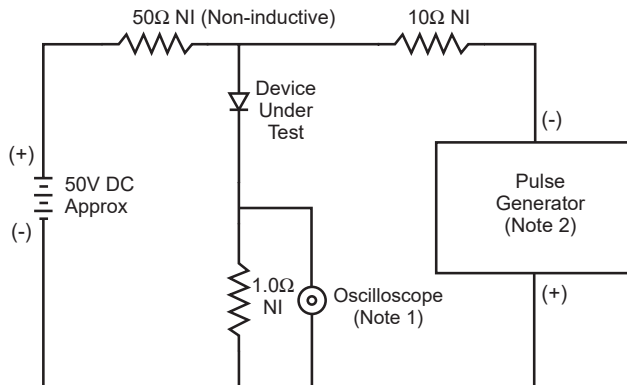 50Ω NI (Non-inductive)
10Ω NI
Device
Under
Test
(+)
50V DC
Approx
(-)
(-)
Pulse
Generator
(Note 2)
(+)
1.0Ω
NI
Oscilloscope
(Note 1)